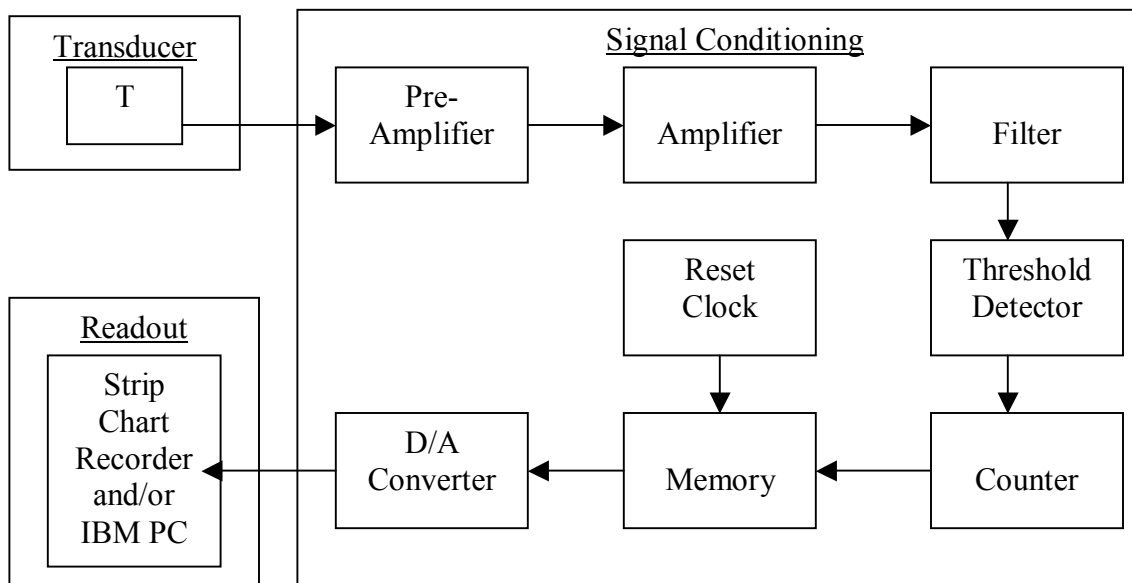 Transducer
T
Signal Conditioning
Pre-
Amplifier
Amplifier
Filter
Reset
Clock
Threshold
Detector
Readout
Strip
Chart
Recorder
and/or
IBM PC
D/A
Converter
Memory
Counter